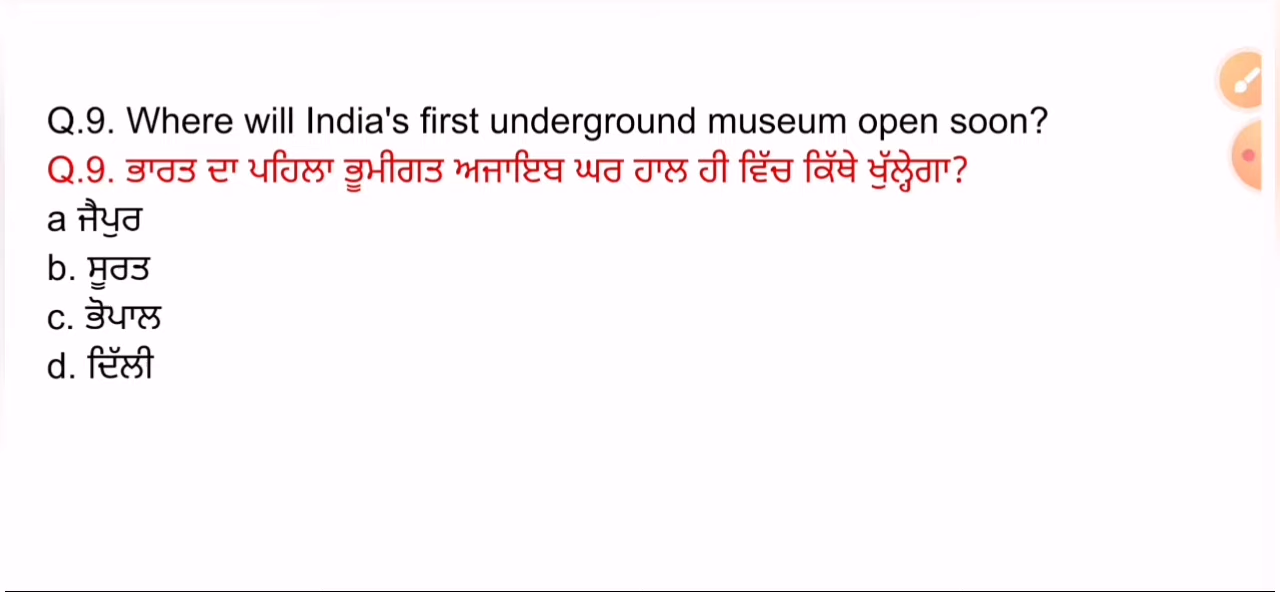 Q.9. Where will India's first underground museum open soon?
Q.9. ਭਾਰਤ ਦਾ ਪਹਿਲਾ ਭੂਮੀਗਤ ਅਜਾਇਬ ਘਰ ਹਾਲ ਹੀ ਵਿੱਚ ਕਿੱਥੇ ਖੁੱਲ੍ਹੇਗਾ?
a ਜੈਪੁਰ
b. ਸੂਰਤ
c. ਭੋਪਾਲ
d. ਦਿੱਲੀ